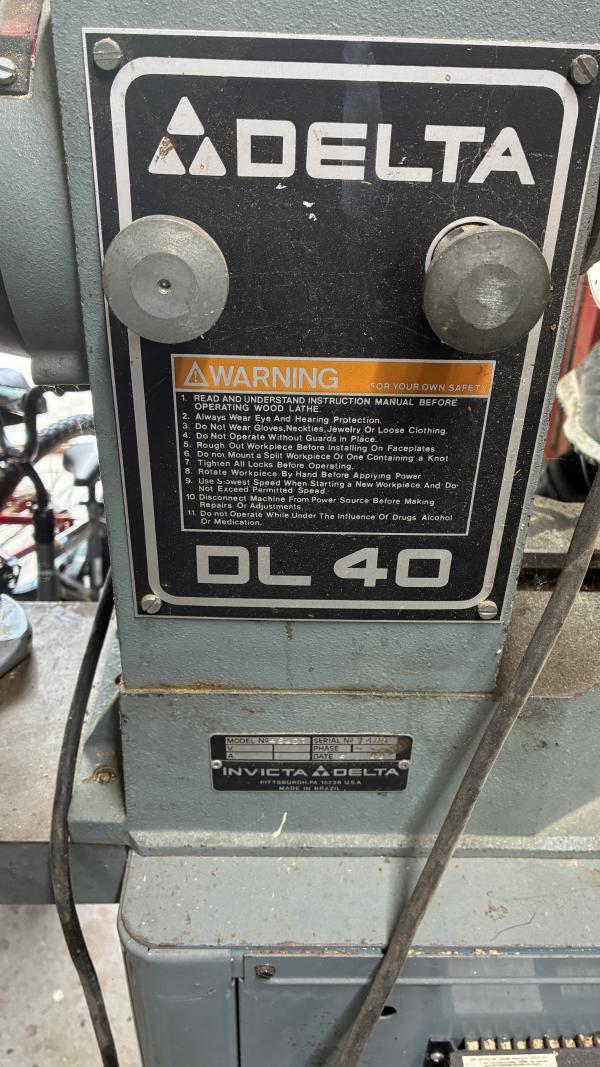 DELTA
WARNING FOR YOUR OWN SAFETY
1. READ AND UNDERSTAND INSTRUCTION MANUAL BEFORE
OPERATING WOOD LATHE.
2. Always Wear Eye And Hearing Protection.
3. Do Not Wear Gloves,Neckties,Jewelry Or Loose Clothing.
4. Do Not Operate Without Guards in Place.
5. Rough Out Workpiece Before Installing On Faceplates
6. Do not Mount a Split Workpiece Or One Containing a Knot
7. Tighten All Locks Before Operating.
8. Rotate Workpiece By Hand Before Applying Power.
9. Use Slowest Speed When Starting a New Workpiece And Do
Not Exceed Permitted Speed.
10. Disconnect Machine From Power Source Before Making
Repairs Or Adjustments.
11. Do not Operate While Under The Influence Of Drugs Alcohol
Or Medication.
DL 40
MODEL Nº SERIAL Nº
V. PHASE
A. DATE
INVICTA DELTA
PITTSBURGH, PA. 15238 U.S.A
MADE IN BRAZIL